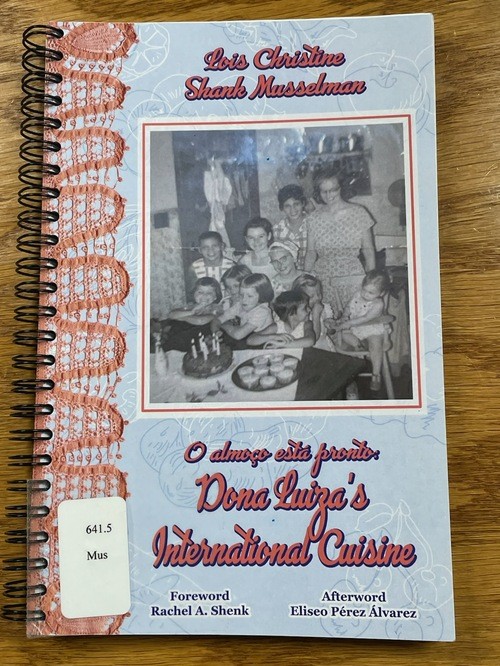 Lois Christine
Shank Musselman
O almoço está pronto:
Dona Luiza's
International Cuisine
641.5
Mus
Foreword
Rachel A. Shenk
Afterword
Eliseo Pérez Álvarez